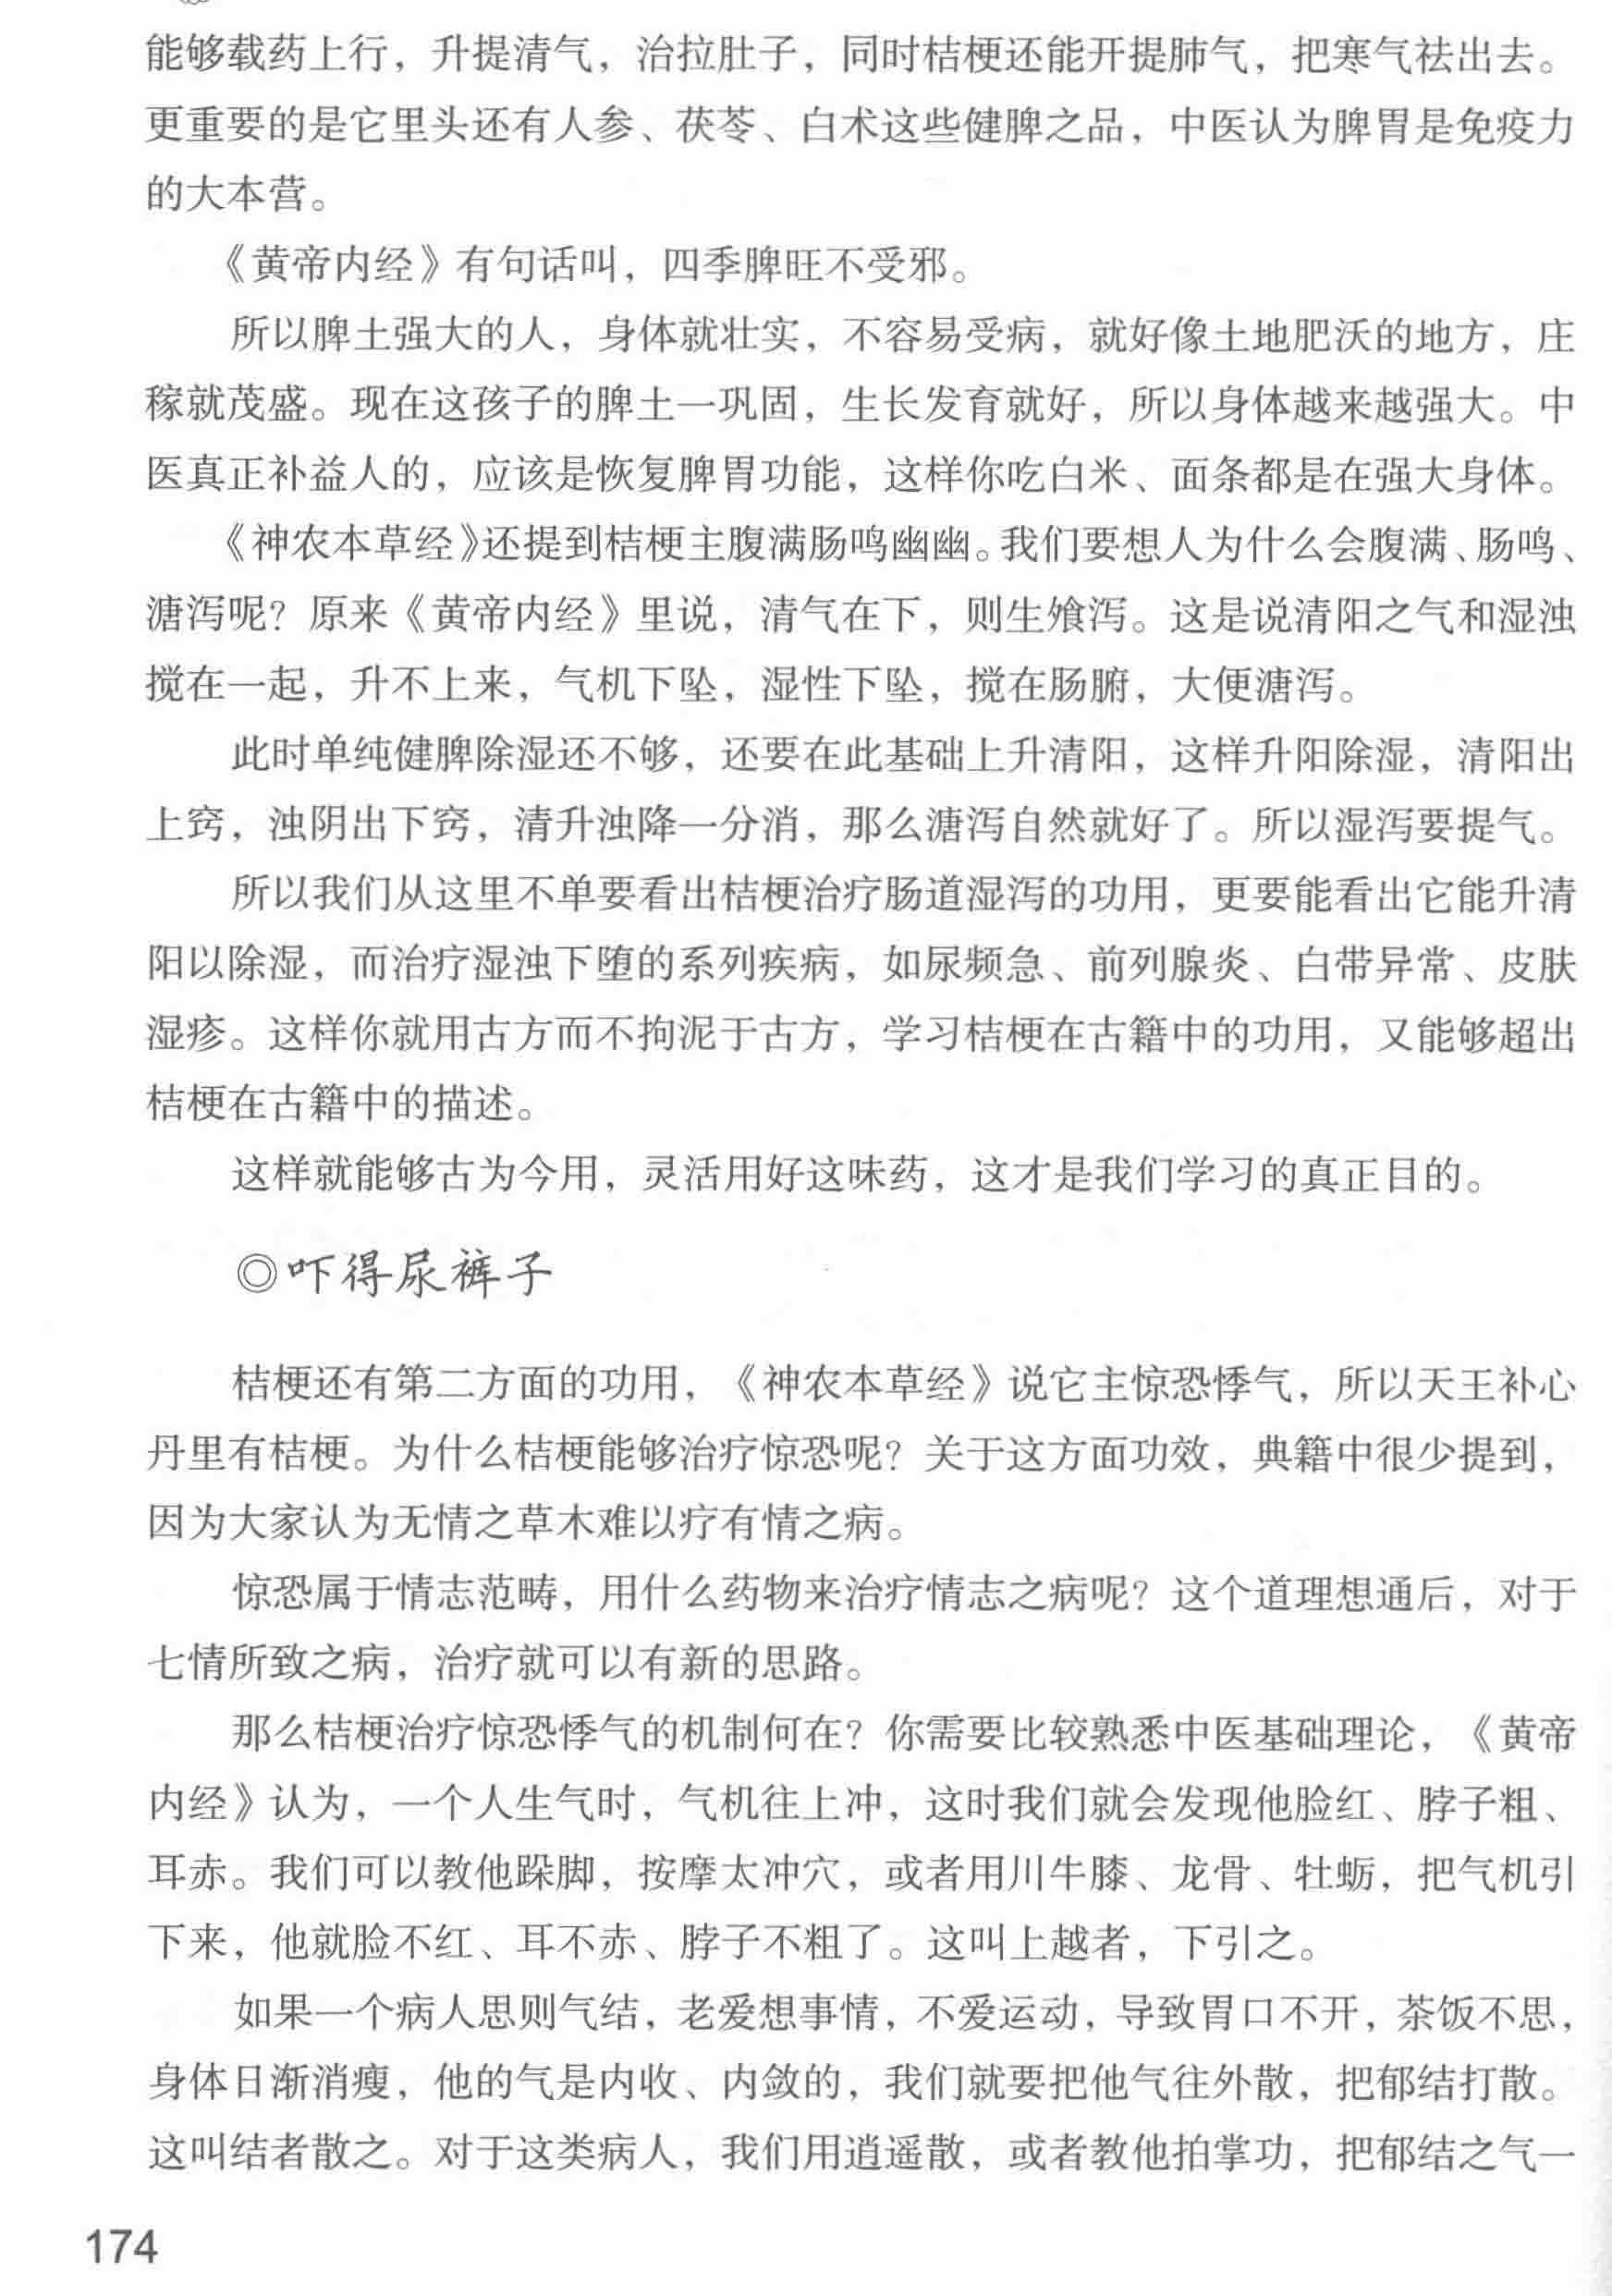 能够载药上行，升提清气，治拉肚子，同时桔梗还能开提肺气，把寒气祛出去。
更重要的是它里头还有人参、茯苓、白术这些健脾之品，中医认为脾胃是免疫力
的大本营。
《黄帝内经》有句话叫，四季脾旺不受邪。
所以脾土强大的人，身体就壮实，不容易受病，就好像土地肥沃的地方，庄
稼就茂盛。现在这孩子的脾土一巩固，生长发育就好，所以身体越来越强大。中
医真正补益人的，应该是恢复脾胃功能，这样你吃白米、面条都是在强大身体。
《神农本草经》还提到桔梗主腹满肠鸣幽幽。我们要想人为什么会腹满、肠鸣、
溏泻呢？原来《黄帝内经》里说，清气在下，则生飧泻。这是说清阳之气和湿浊
搅在一起，升不上来，气机下坠，湿性下坠，搅在肠腑，大便溏泻。
此时单纯健脾除湿还不够，还要在此基础上升清阳，这样升阳除湿，清阳出
上窍，浊阴出下窍，清升浊降一分消，那么溏泻自然就好了。所以湿泻要提气。
所以我们从这里不单要看出桔梗治疗肠道湿泻的功用，更要能看出它能升清
阳以除湿，而治疗湿浊下堕的系列疾病，如尿频急、前列腺炎、白带异常、皮肤
湿疹。这样你就用古方而不拘泥于古方，学习桔梗在古籍中的功用，又能够超出
桔梗在古籍中的描述。
这样就能够古为今用，灵活用好这味药，这才是我们学习的真正目的。
◎吓得尿裤子
桔梗还有第二方面的功用，《神农本草经》说它主惊恐悸气，所以天王补心
丹里有桔梗。为什么桔梗能够治疗惊恐呢？关于这方面功效，典籍中很少提到，
因为大家认为无情之草木难以疗有情之病。
惊恐属于情志范畴，用什么药物来治疗情志之病呢？这个道理想通后，对于
七情所致之病，治疗就可以有新的思路。
那么桔梗治疗惊恐悸气的机制何在？你需要比较熟悉中医基础理论，《黄帝
内经》认为，一个人生气时，气机往上冲，这时我们就会发现他脸红、脖子粗、
耳赤。我们可以教他跺脚，按摩太冲穴，或者用川牛膝、龙骨、牡蛎，把气机引
下来，他就脸不红、耳不赤、脖子不粗了。这叫上越者，下引之。
如果一个病人思则气结，老爱想事情，不爱运动，导致胃口不开，茶饭不思，
身体日渐消瘦，他的气是内收、内敛的，我们就要把他气往外散，把郁结打散。
这叫结者散之。对于这类病人，我们用逍遥散，或者教他拍掌功，把郁结之气一
174